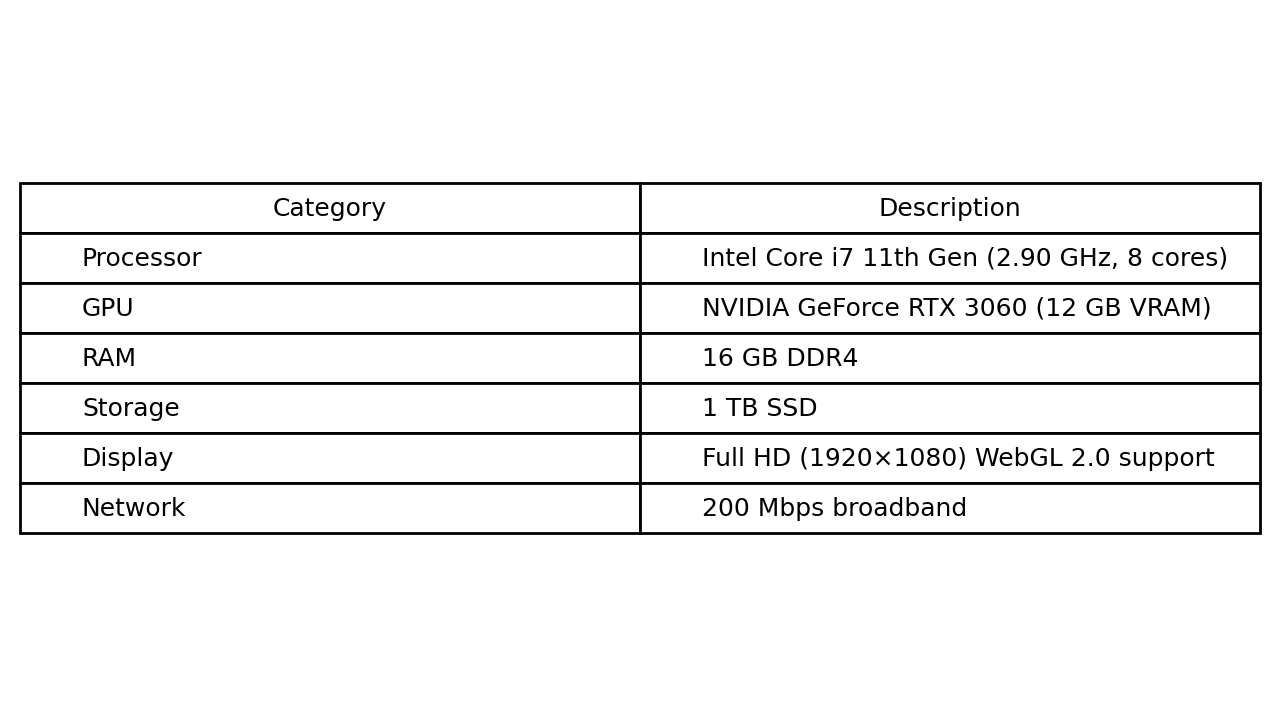 Category Description
Processor Intel Core i7 11th Gen (2.90 GHz, 8 cores)
GPU NVIDIA GeForce RTX 3060 (12 GB VRAM)
RAM 16 GB DDR4
Storage 1 TB SSD
Display Full HD (1920×1080) WebGL 2.0 support
Network 200 Mbps broadband